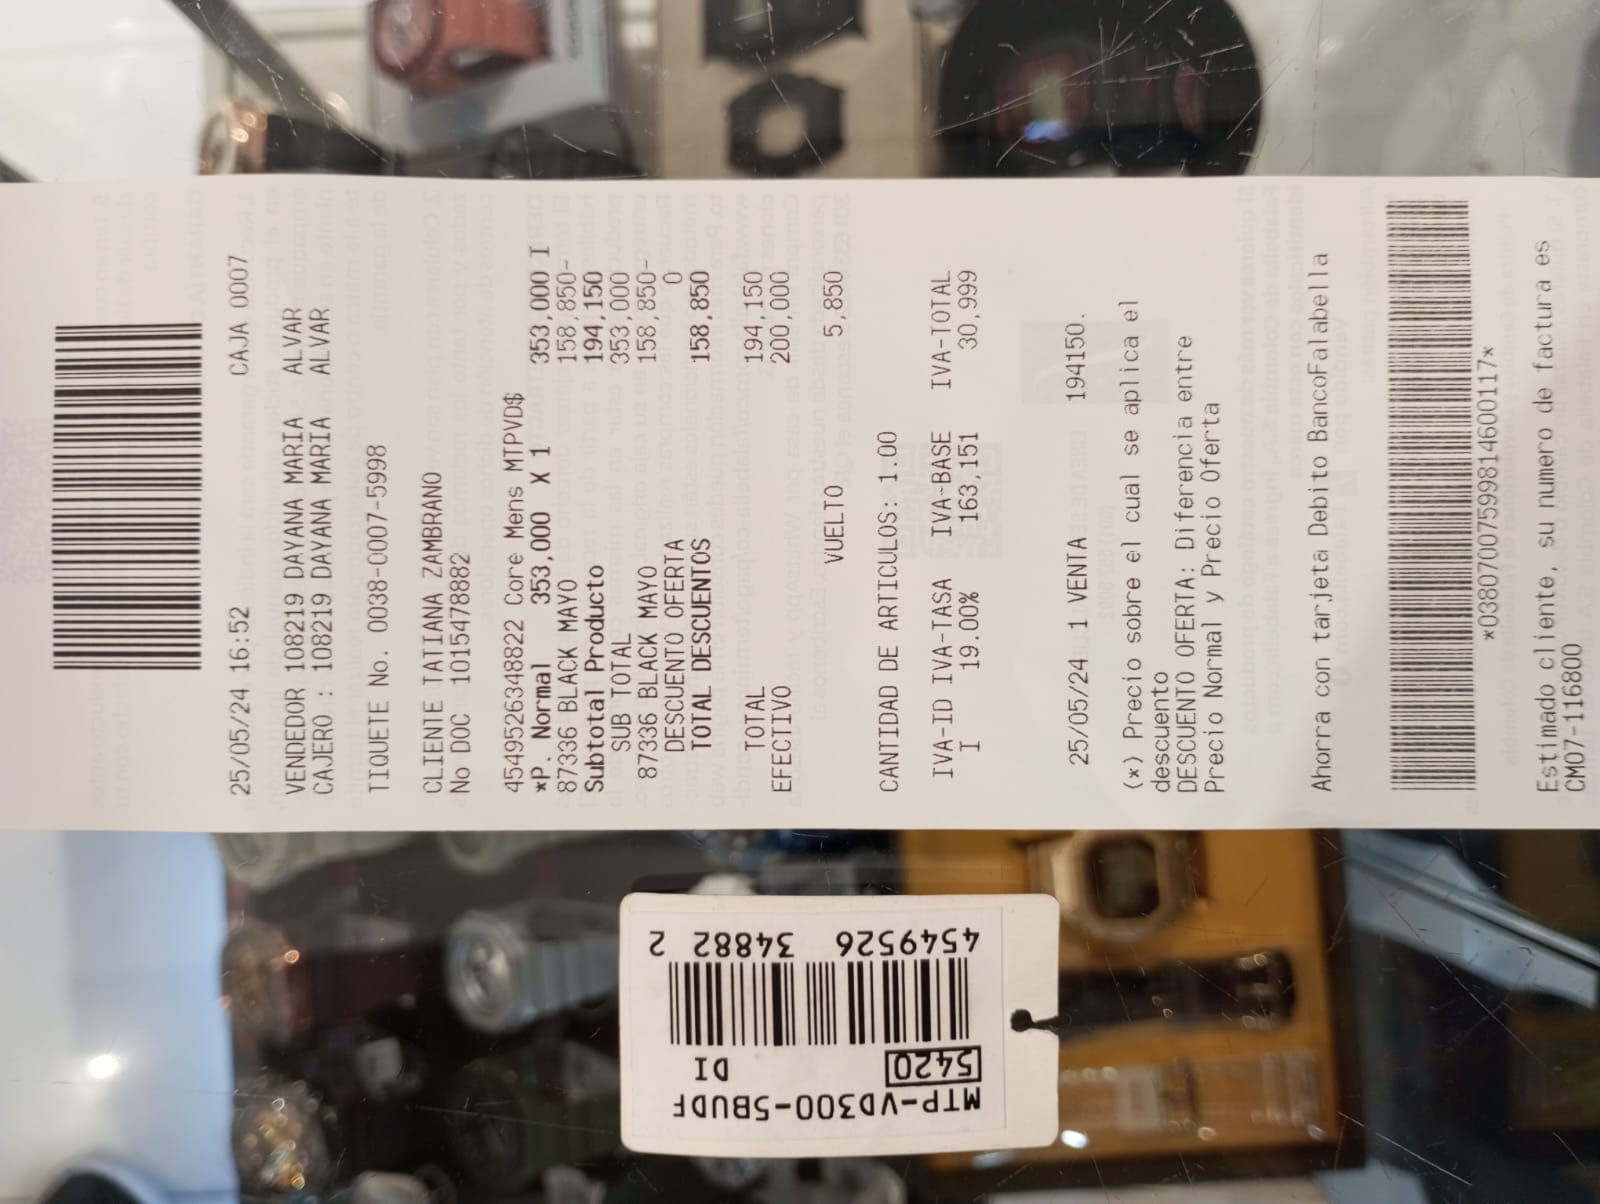 25/05/24 16:52 CAJA 0007
VENDEDOR 108219 DAYANA MARIA ALVAR
CAJERO : 108219 DAYANA MARIA ALVAR
TIQUETE No. 0038-0007-5998
CLIENTE TATIANA ZAMBRANO
No DOC 1015478882
4549526348822 Core Mens MTPVD$
*P. Normal 353,000 X 1 353,000 I
87336 BLACK MAYO 158,850-
Subtotal Producto 194,150
SUB TOTAL 353,000
87336 BLACK MAYO 158,850-
DESCUENTO OFERTA 0
TOTAL DESCUENTOS 158,850
TOTAL 194,150
EFECTIVO 200,000
VUELTO 5,850
CANTIDAD DE ARTICULOS: 1.00
IVA-ID IVA-TASA IVA-BASE IVA-TOTAL
I 19.00% 163,151 30,999
25/05/24 1 VENTA 194150.
(*) Precio sobre el cual se aplica el
descuento
DESCUENTO OFERTA: Diferencia entre
Precio Normal y Precio Oferta
Ahorra con tarjeta Debito BancoFalabella
*03807007599814600117*
Estimado cliente, su numero de factura es
CM07-116800
MTP-VD300-5BUDF
5420 DI
4549526 34882 2